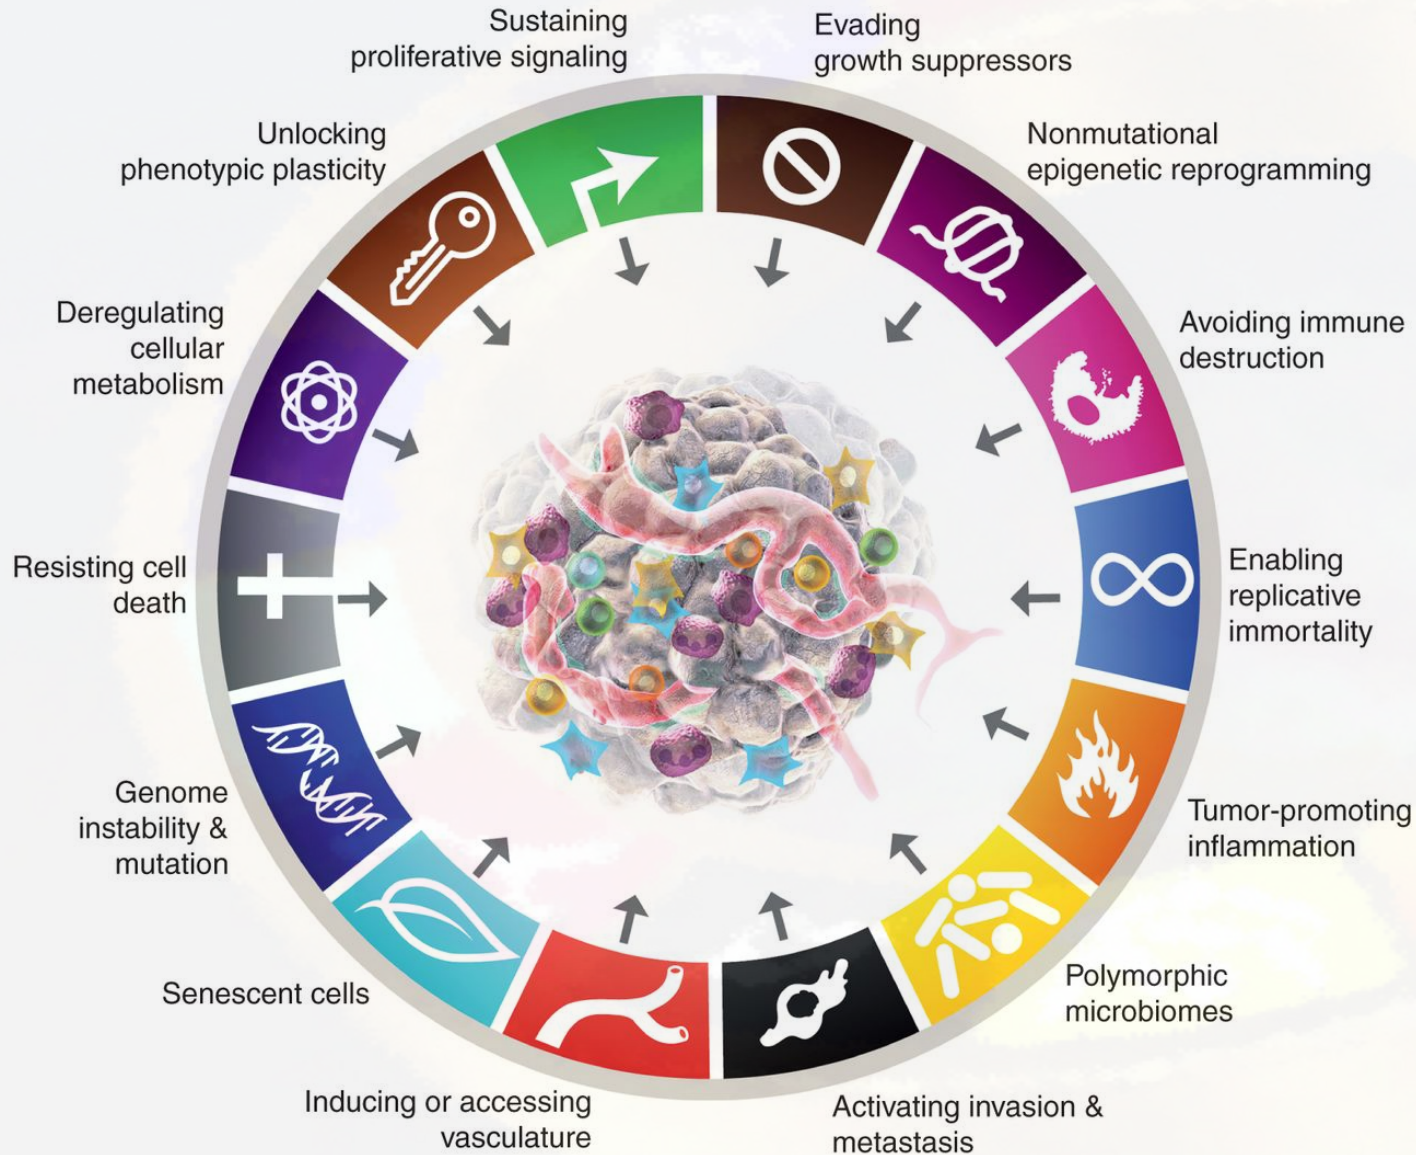 Sustaining
proliferative signaling
Evading
growth suppressors
Nonmutational
epigenetic reprogramming
Avoiding immune
destruction
Enabling
replicative
immortality
Tumor-promoting
inflammation
Polymorphic
microbiomes
Activating invasion &
metastasis
Inducing or accessing
vasculature
Senescent cells
Genome
instability &
mutation
Resisting cell
death
Deregulating
cellular
metabolism
Unlocking
phenotypic plasticity